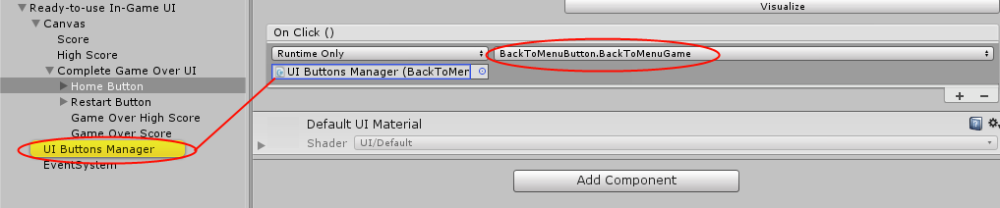 Ready-to-use In-Game UI
Canvas
Score
High Score
Complete Game Over UI
Home Button
Restart Button
Game Over High Score
Game Over Score
UI Buttons Manager
EventSystem
Visualize
On Click ()
Runtime Only
BackToMenuButton.BackToMenuGame
UI Buttons Manager (BackToMer
Default UI Material
Shader
UI/Default
Add Component